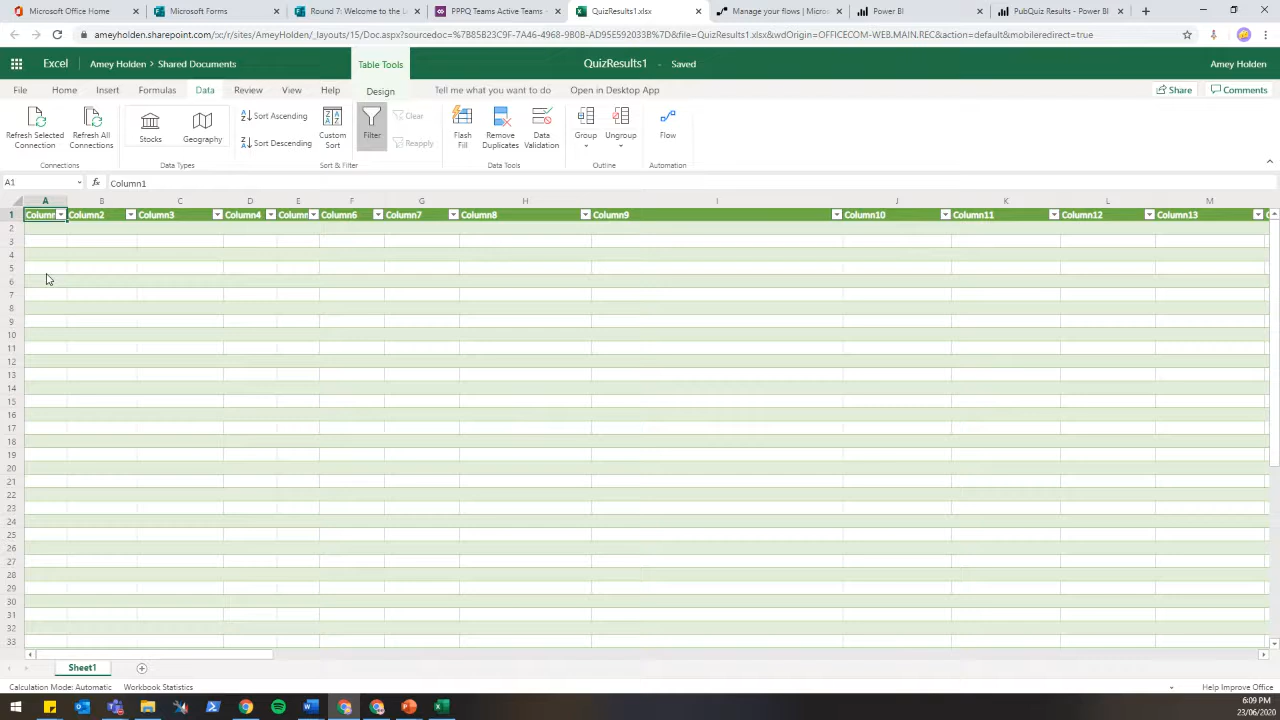 Microsoft Office Home
Microsoft Forms
Round 7: Welcome to the L
PPPQ Teams Active Teams -
QuizResults1.xlsx
Manage your flows | Micros
Power BI
PubQuiz Results - Power BI
ameyholden.sharepoint.com/:x:/r/sites/AmeyHolden/_layouts/15/Doc.aspx?sourcedoc=%7B85B23CF1-7A46-4968-9B0B-AD95E592033B%7D&file=QuizResults1.xlsx&wdOrigin=OFFICECOM-WEB.MAIN.REC&action=default&mobileredirect=true
Excel
Amey Holden > Shared Documents
Table Tools
QuizResults1 - Saved
Amey Holden
File Home Insert Formulas Data Review View Help Design Tell me what you want to do Open in Desktop App Share Comments
Refresh Selected Connection
Refresh All Connections
Connections
Stocks
Geography
Data Types
Sort Ascending
Sort Descending
Custom Sort
Filter
Clear
Reapply
Sort & Filter
Flash Fill
Remove Duplicates
Data Validation
Data Tools
Group
Ungroup
Outline
Flow
Automation
A1 fx Column1
A B C D E F G H I J K L M
1 Column Column2 Column3 Column4 Column Column6 Column7 Column8 Column9 Column10 Column11 Column12 Column13
2
3
4
5
6
7
8
9
10
11
12
13
14
15
16
17
18
19
20
21
22
23
24
25
26
27
28
29
30
31
32
33
Sheet1
Calculation Mode: Automatic Workbook Statistics Help Improve Office
6:09 PM
23/06/2020